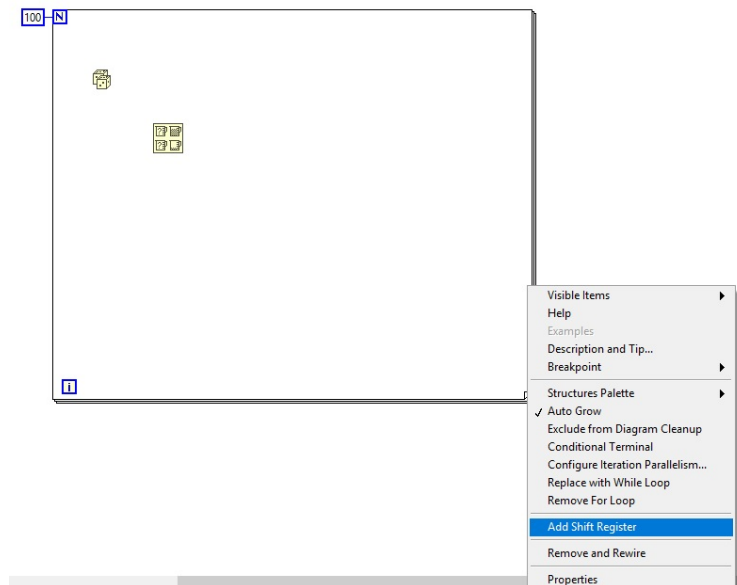 100 N
i
Visible Items
Help
Examples
Description and Tip...
Breakpoint
Structures Palette
Auto Grow
Exclude from Diagram Cleanup
Conditional Terminal
Configure Iteration Parallelism...
Replace with While Loop
Remove For Loop
Add Shift Register
Remove and Rewire
Properties